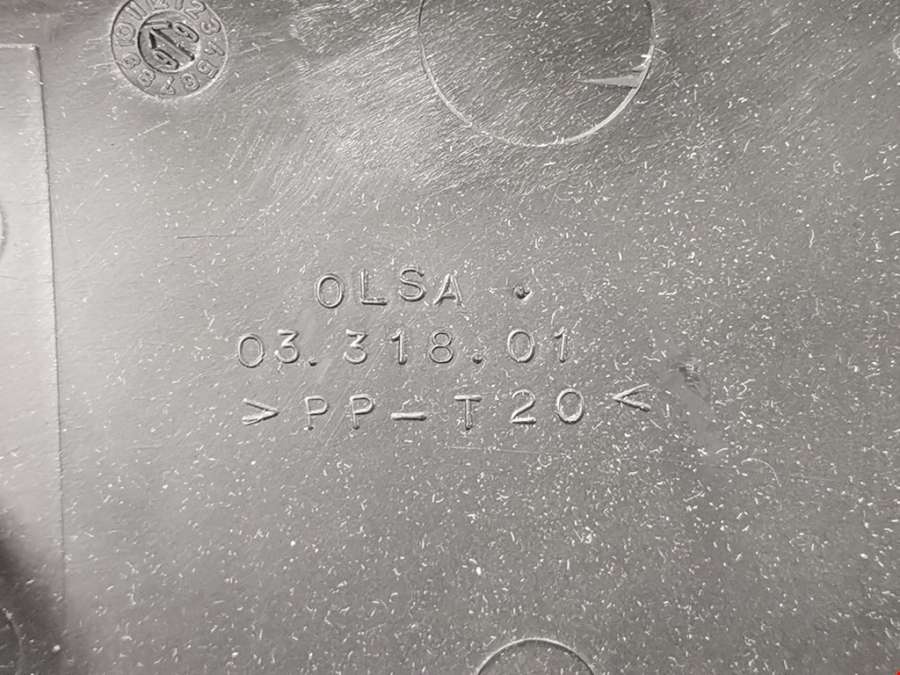 OLSA .
03.318.01
>PP-T20<